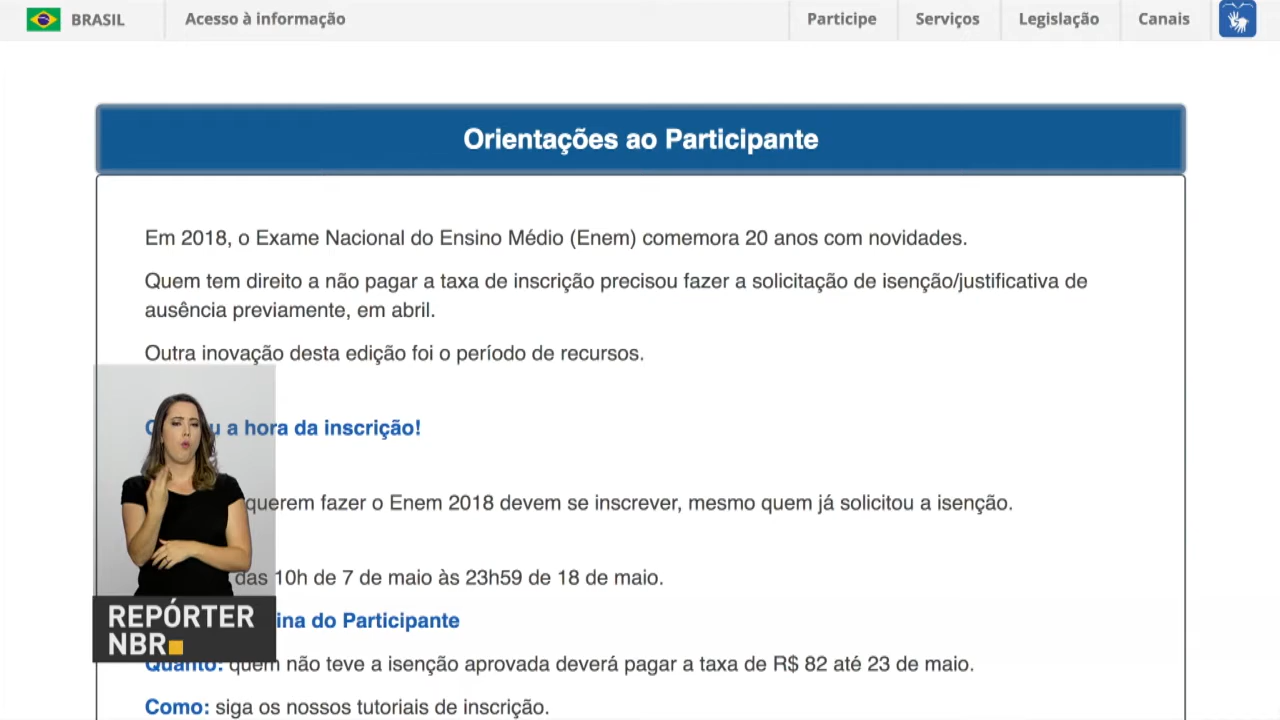 BRASIL
Acesso à informação
Participe
Serviços
Legislação
Canais
Orientações ao Participante
Em 2018, o Exame Nacional do Ensino Médio (Enem) comemora 20 anos com novidades.
Quem tem direito a não pagar a taxa de inscrição precisou fazer a solicitação de isenção/justificativa de
ausência previamente, em abril.
Outra inovação desta edição foi o período de recursos.
a hora da inscrição!
querem fazer o Enem 2018 devem se inscrever, mesmo quem já solicitou a isenção.
das 10h de 7 de maio às 23h59 de 18 de maio.
do Participante
Quanto: quem não teve a isenção aprovada deverá pagar a taxa de R$ 82 até 23 de maio.
Como: siga os nossos tutoriais de inscrição.
REPÓRTER
NBR